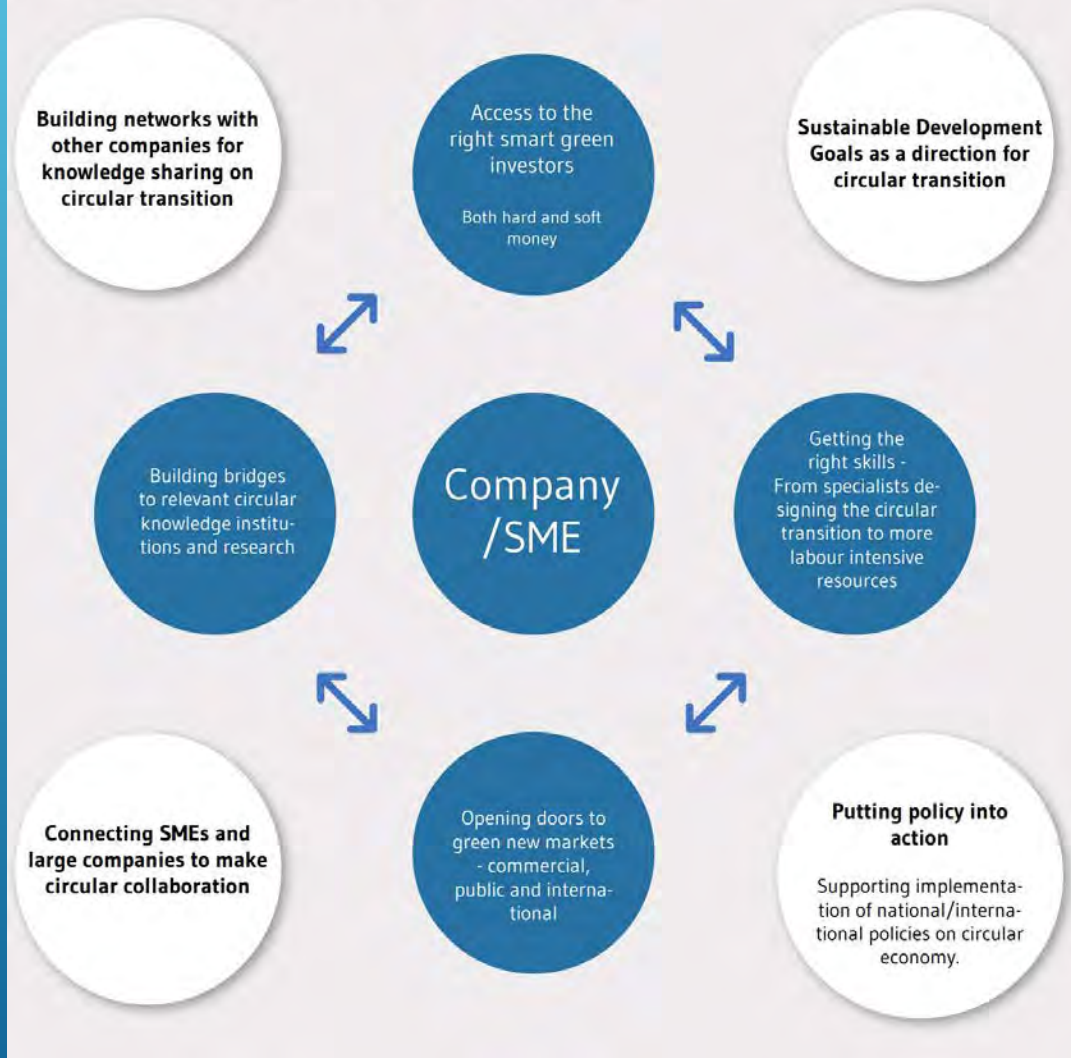 Building networks with
other companies for
knowledge sharing on
circular transition
Access to the
right smart green
investors
Both hard and soft
money
Sustainable Development
Goals as a direction for
circular transition
Building bridges
to relevant circular
knowledge institu-
tions and research
Company
/SME
Getting the
right skills -
From specialists de-
signing the circular
transition to more
labour intensive
resources
Connecting SMEs and
large companies to make
circular collaboration
Opening doors to
green new markets
- commercial,
public and interna-
tional
Putting policy into
action
Supporting implementa-
tion of national/interna-
tional policies on circular
economy.